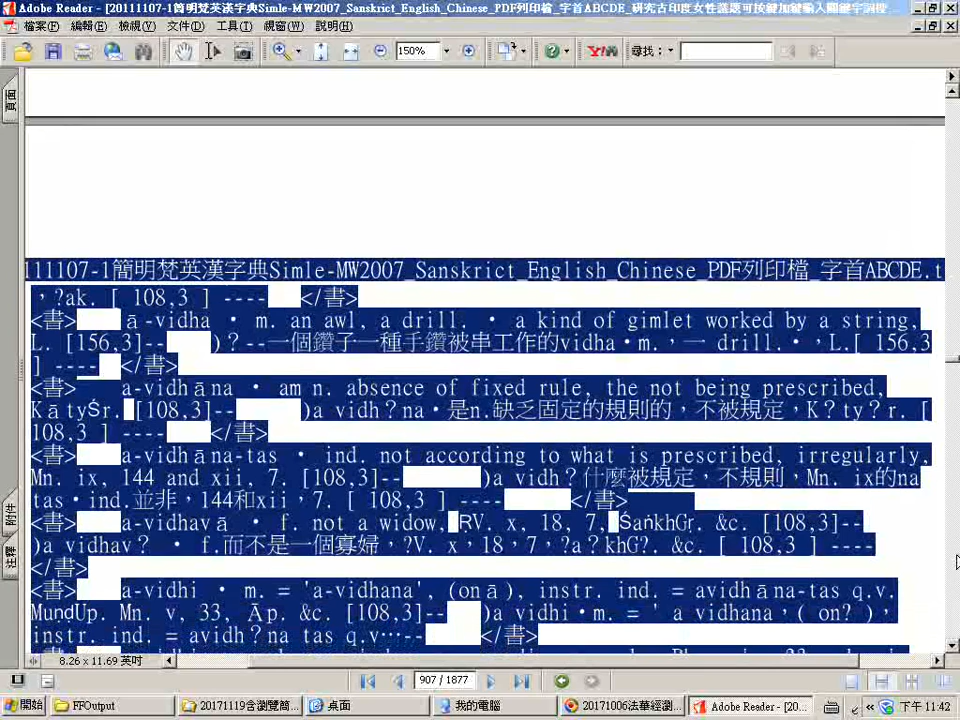 Adobe Reader - [20111107-1簡明梵英漢字典Simle-MW2007_Sanskrict_English_Chinese_PDF列印檔_字首ABCDE_研究古印度女性議題可按鍵加鍵輸入關鍵字詞搜
檔案(F) 編輯(E) 檢視(V) 文件(D) 工具(T) 視窗(W) 說明(H)
150% 尋找:
頁面
111107-1簡明梵英漢字典Simle-MW2007_Sanskrict_English_Chinese_PDF列印檔_字首ABCDE.t
，?ak. [ 108,3 ] ---- </書>
<書> ā-vidha • m. an awl, a drill. • a kind of gimlet worked by a string,
L. [156,3]-- )？--一個鑽子一種手鑽被串工作的vidha•m.，一 drill.•，L.[ 156,3
] ---- </書>
<書> a-vidhāna • am n. absence of fixed rule, the not being prescribed,
KātyŚr. [108,3]-- )a vidh？na•是n.缺乏固定的規則的，不被規定，K？ty？r. [
108,3 ] ---- </書>
<書> a-vidhāna-tas • ind. not according to what is prescribed, irregularly,
Mn. ix, 144 and xii, 7. [108,3]-- )a vidh？什麼被規定，不規則，Mn. ix的na
tas•ind.並非，144和xii，7. [ 108,3 ] ---- </書>
<書> a-vidhavā • f. not a widow, RV. x, 18, 7, ŚaṅkhGṛ. &c. [108,3]--
)a vidhav？ • f.而不是一個寡婦，?V. x，18，7，?a？khG?. &c. [ 108,3 ] ----
</書>
<書> a-vidhi • m. = 'a-vidhana', (onā), instr. ind. = avidhāna-tas q.v.
MuṇḍUp. Mn. v, 33, Āp. &c. [108,3]-- )a vidhi•m. = ' a vidhana，( on? )，
instr. ind. = avidh？na tas q.v…-- </書>
附件
注釋
8.26 x 11.69 英吋
907 / 1877
開始 FFOutput 20171119含瀏覽簡... 桌面 我的電腦 20171006法華經瀏... Adobe Reader - [20... 下午 11:42